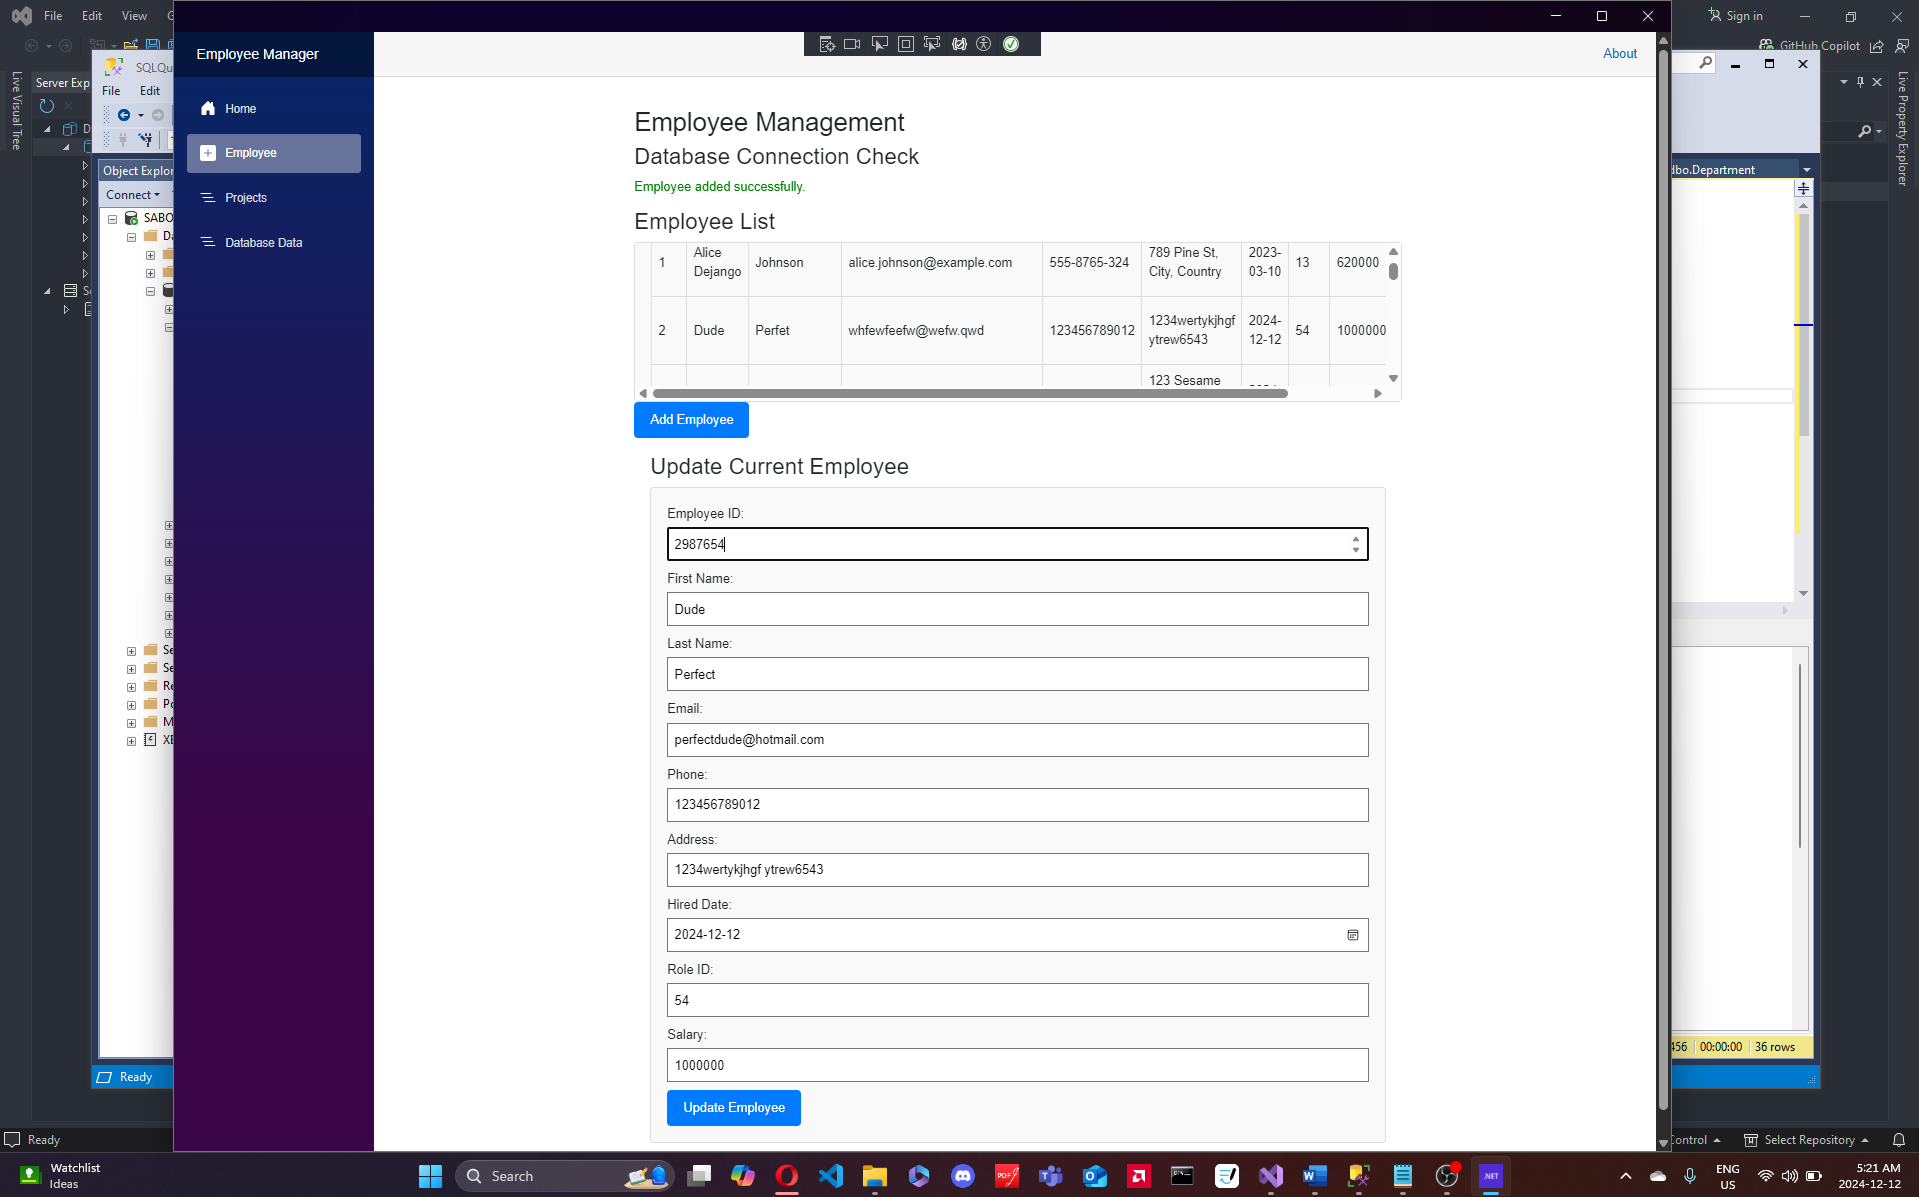 File Edit View
Sign in
GitHub Copilot
Live Visual Tree
Server Exp
SQLQu
File Edit
Object Explor
Connect
SABO
Ready
Employee Manager
Home
Employee
Projects
Database Data
About
Employee Management
Database Connection Check
Employee added successfully.
Employee List
1 Alice Dejango Johnson alice.johnson@example.com 555-8765-324 789 Pine St, City, Country 2023-03-10 13 620000
2 Dude Perfet whfewfeefw@wefw.qwd 123456789012 1234wertykjhgf ytrew6543 2024-12-12 54 1000000
123 Sesame
Add Employee
Update Current Employee
Employee ID:
2987654
First Name:
Dude
Last Name:
Perfect
Email:
perfectdude@hotmail.com
Phone:
123456789012
Address:
1234wertykjhgf ytrew6543
Hired Date:
2024-12-12
Role ID:
54
Salary:
1000000
Update Employee
dbo.Department
Live Property Explorer
456 00:00:00 36 rows
Ready
Control Select Repository
Watchlist
Ideas
Search
PDF
.NET
ENG
US
5:21 AM
2024-12-12